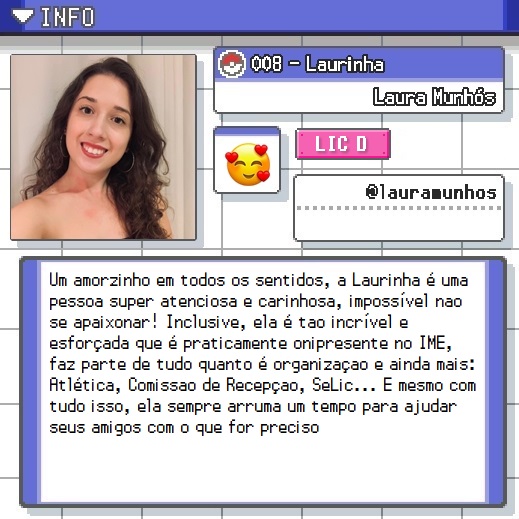 INFO
008 - Laurinha
Laura Munhós
LIC D
@lauramunhos
Um amorzinho em todos os sentidos, a Laurinha é uma
pessoa super atenciosa e carinhosa, impossível nao
se apaixonar! Inclusive, ela é tao incrível e
esforçada que é praticamente onipresente no IME,
faz parte de tudo quanto é organizaçao e ainda mais:
Atlética, Comissao de Recepçao, SeLic... E mesmo com
tudo isso, ela sempre arruma um tempo para ajudar
seus amigos com o que for preciso